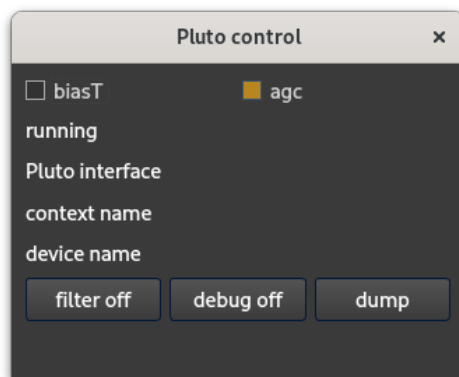 Pluto control ×
biasT agc
running
Pluto interface
context name
device name
filter off debug off dump